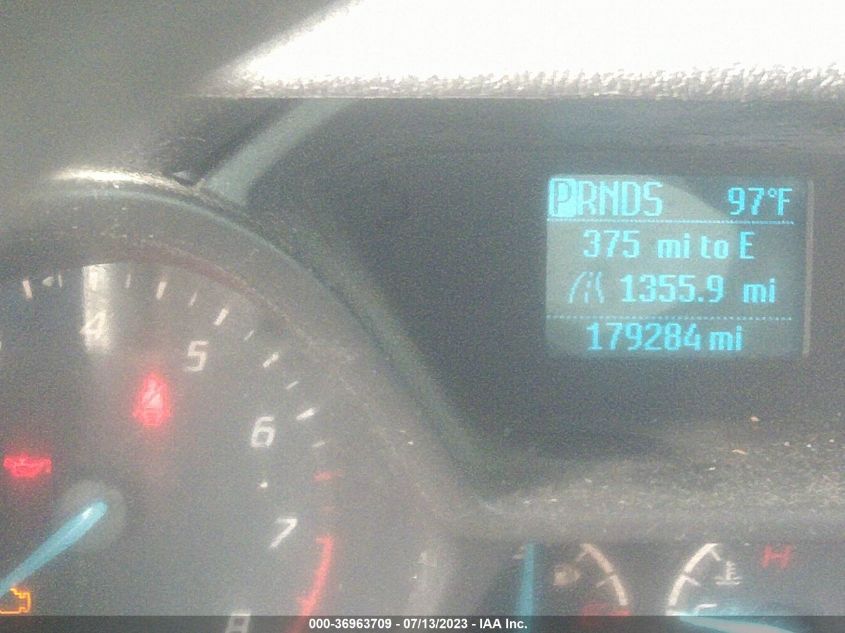 PRNDS 97°F
375 mi to E
1355.9 mi
179284 mi
4
5
6
7
8
H
000-36963709 - 07/13/2023 - IAA Inc.